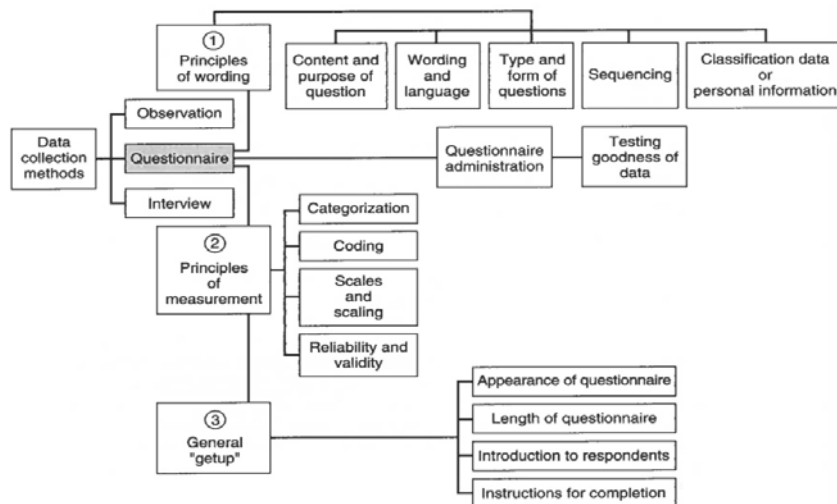 ①
Principles
of wording
Content and
purpose of
question
Wording
and
language
Type and
form of
questions
Sequencing
Classification data
or
personal information
Data
collection
methods
Observation
Questionnaire
Interview
Questionnaire
administration
Testing
goodness of
data
②
Principles
of
measurement
Categorization
Coding
Scales
and
scaling
Reliability and
validity
③
General
"getup"
Appearance of questionnaire
Length of questionnaire
Introduction to respondents
Instructions for completion